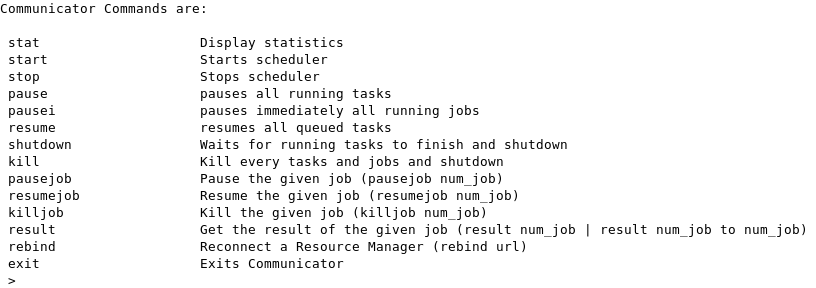 Communicator Commands are:

 stat                    Display statistics
 start                   Starts scheduler
 stop                    Stops scheduler
 pause                   pauses all running tasks
 pausei                  pauses immediately all running jobs
 resume                  resumes all queued tasks
 shutdown                Waits for running tasks to finish and shutdown
 kill                    Kill every tasks and jobs and shutdown
 pausejob                Pause the given job (pausejob num_job)
 resumejob               Resume the given job (resumejob num_job)
 killjob                 Kill the given job (killjob num_job)
 result                  Get the result of the given job (result num_job | result num_job to num_job)
 rebind                  Reconnect a Resource Manager (rebind url)
 exit                    Exits Communicator
 >